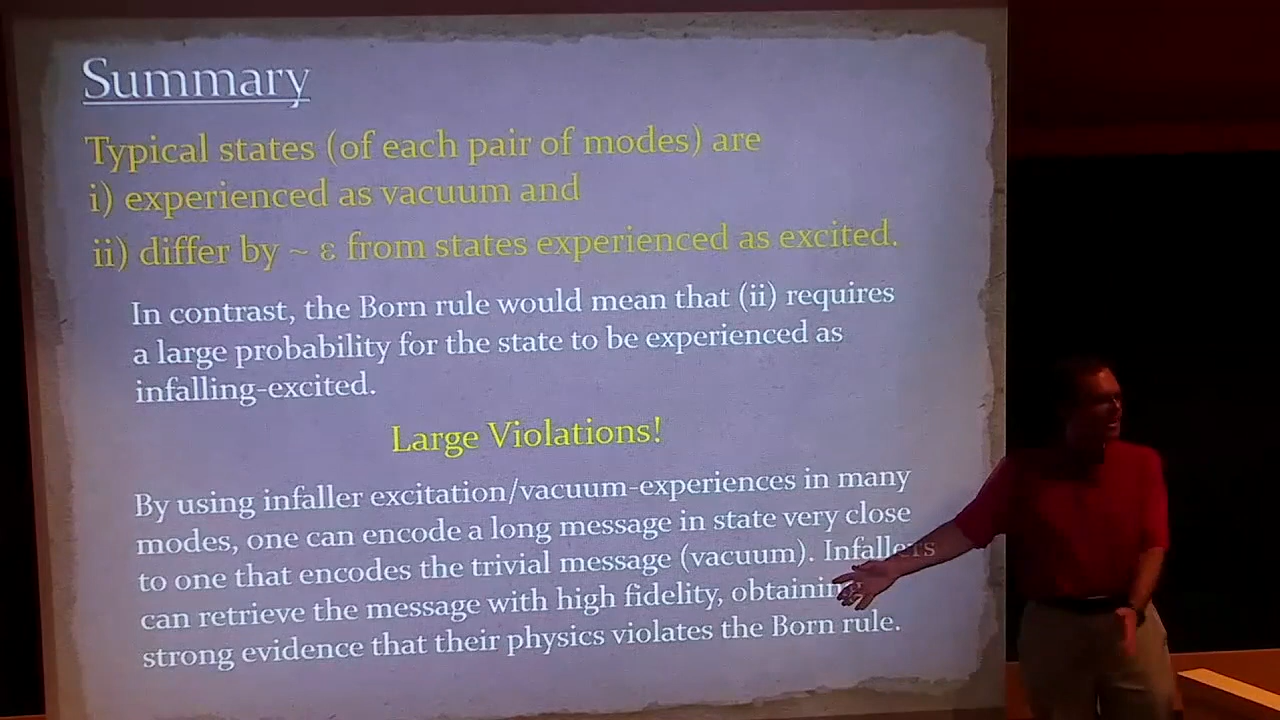 Summary
Typical states (of each pair of modes) are
i) experienced as vacuum and
ii) differ by ~ ε from states experienced as excited.
In contrast, the Born rule would mean that (ii) requires
a large probability for the state to be experienced as
infalling-excited.
Large Violations!
By using infaller excitation/vacuum-experiences in many
modes, one can encode a long message in state very close
to one that encodes the trivial message (vacuum). Infallers
can retrieve the message with high fidelity, obtaining
strong evidence that their physics violates the Born rule.